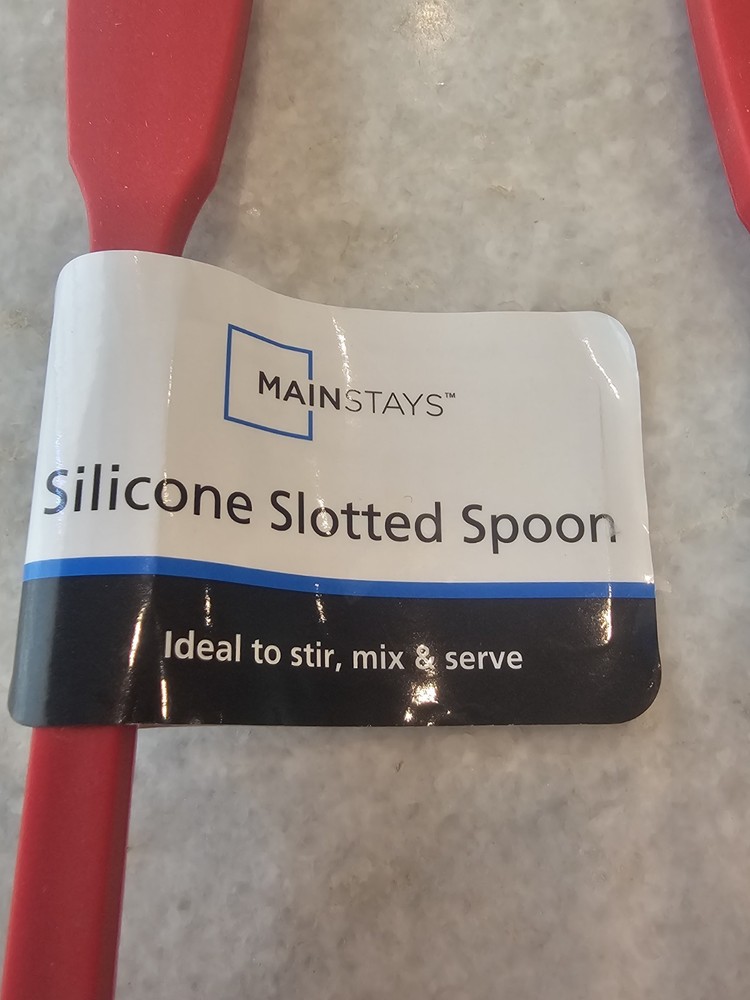 MAINSTAYS™
Silicone Slotted Spoon
Ideal to stir, mix & serve